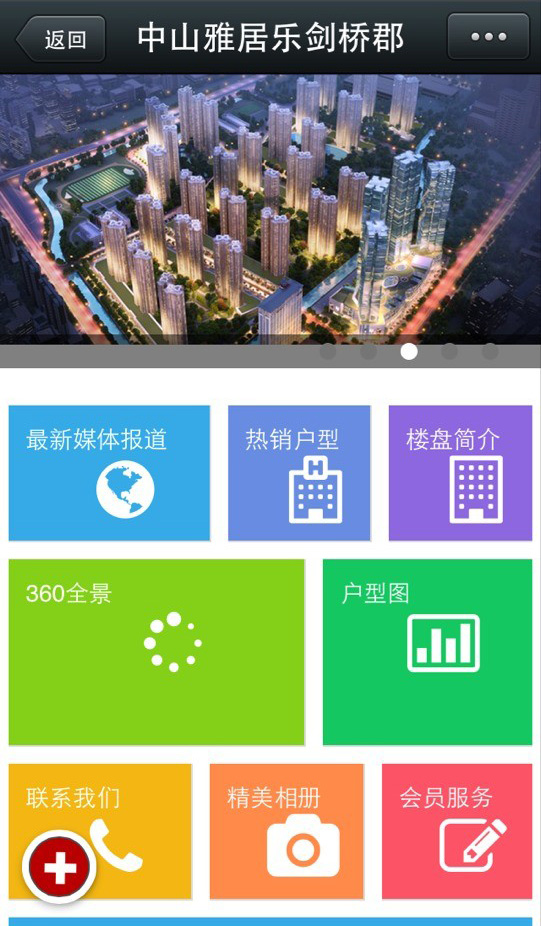 返回
中山雅居乐剑桥郡
最新媒体报道
热销户型
楼盘简介
360全景
户型图
联系我们
精美相册
会员服务